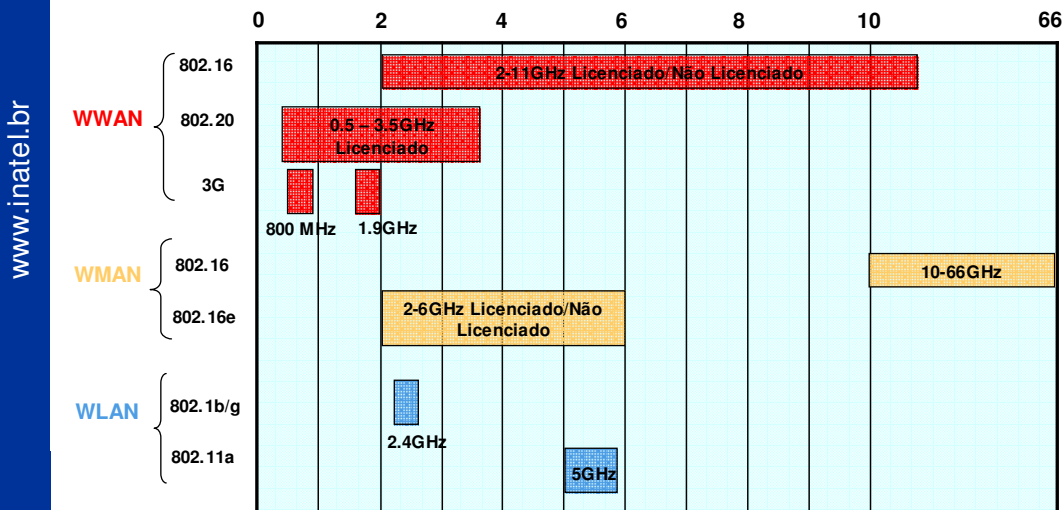 www.inatel.br
0 2 4 6 8 10 66
WWAN
802.16
2-11GHz Licenciado/Não Licenciado
802.20
0.5 – 3.5GHz
Licenciado
3G
800 MHz
1.9GHz
WMAN
802.16
10-66GHz
802.16e
2-6GHz Licenciado/Não
Licenciado
WLAN
802.1b/g
2.4GHz
802.11a
5GHz